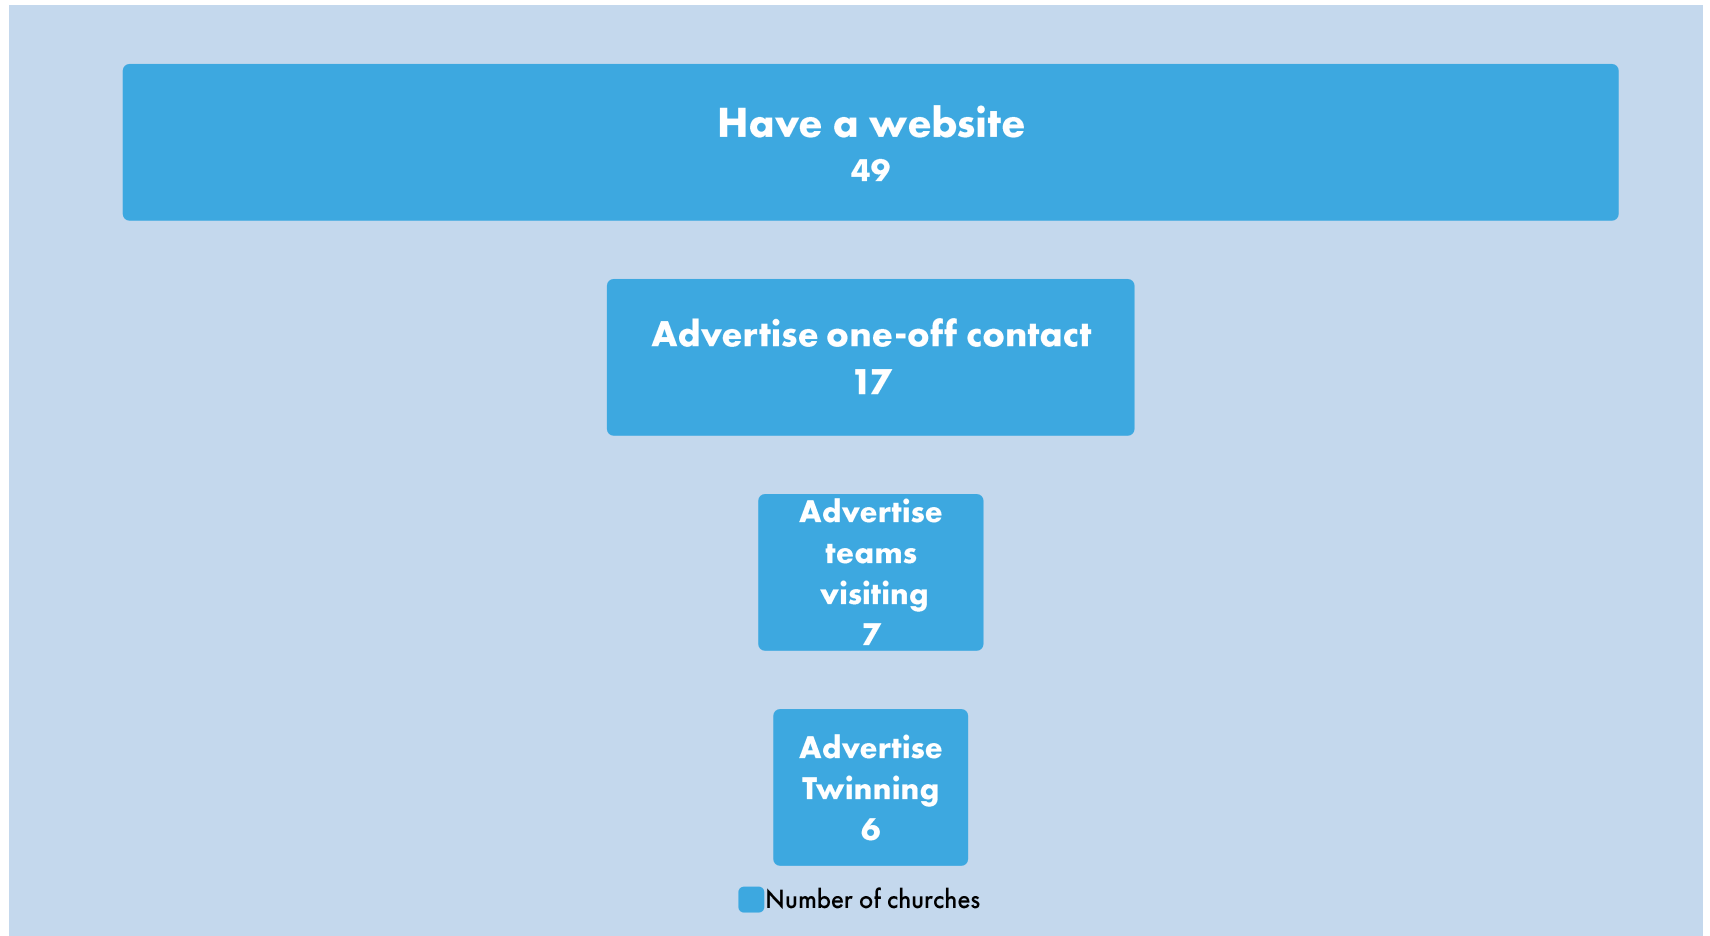 Have a website
49
Advertise one-off contact
17
Advertise
teams
visiting
7
Advertise
Twinning
6
Number of churches